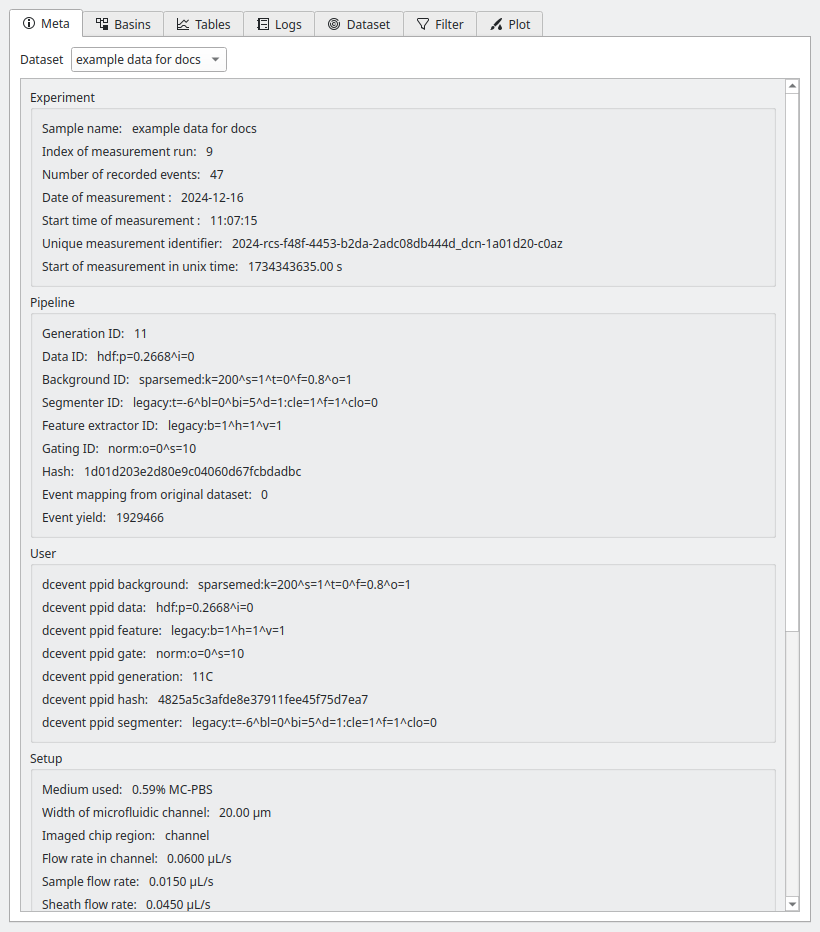 Meta Basins Tables Logs Dataset Filter Plot
Dataset example data for docs
Experiment
Sample name: example data for docs
Index of measurement run: 9
Number of recorded events: 47
Date of measurement : 2024-12-16
Start time of measurement : 11:07:15
Unique measurement identifier: 2024-rcs-f48f-4453-b2da-2adc08db444d_dcn-1a01d20-c0az
Start of measurement in unix time: 1734343635.00 s
Pipeline
Generation ID: 11
Data ID: hdf:p=0.2668^i=0
Background ID: sparsemed:k=200^s=1^t=0^f=0.8^o=1
Segmenter ID: legacy:t=-6^bl=0^bi=5^d=1:cle=1^f=1^clo=0
Feature extractor ID: legacy:b=1^h=1^v=1
Gating ID: norm:o=0^s=10
Hash: 1d01d203e2d80e9c04060d67fcbdadbc
Event mapping from original dataset: 0
Event yield: 1929466
User
dcevent ppid background: sparsemed:k=200^s=1^t=0^f=0.8^o=1
dcevent ppid data: hdf:p=0.2668^i=0
dcevent ppid feature: legacy:b=1^h=1^v=1
dcevent ppid gate: norm:o=0^s=10
dcevent ppid generation: 11C
dcevent ppid hash: 4825a5c3afde8e37911fee45f75d7ea7
dcevent ppid segmenter: legacy:t=-6^bl=0^bi=5^d=1:cle=1^f=1^clo=0
Setup
Medium used: 0.59% MC-PBS
Width of microfluidic channel: 20.00 µm
Imaged chip region: channel
Flow rate in channel: 0.0600 µL/s
Sample flow rate: 0.0150 µL/s
Sheath flow rate: 0.0450 µL/s